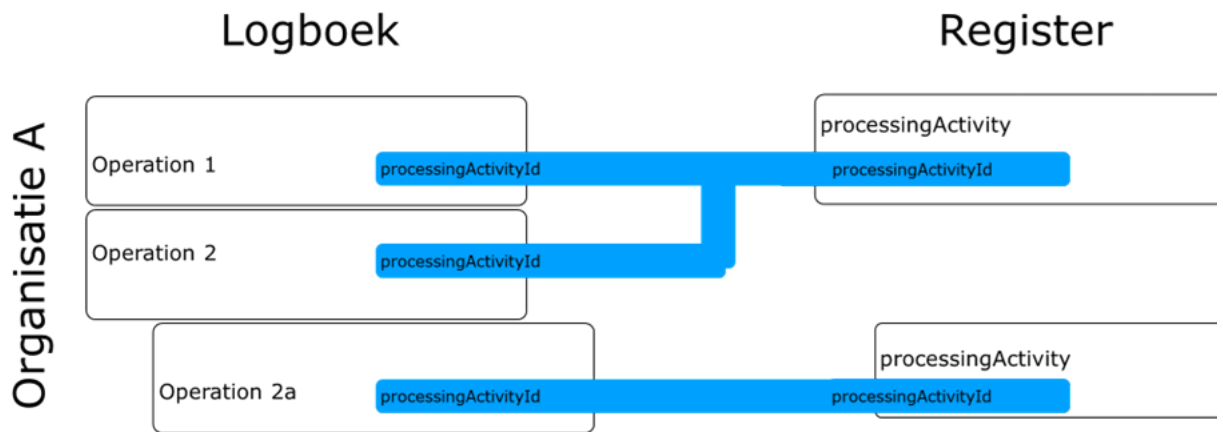 Logboek
Register
Organisatie A
processingActivity
Operation 1
processingActivityId
processingActivityId
Operation 2
processingActivityId
processingActivity
Operation 2a
processingActivityId
processingActivityId